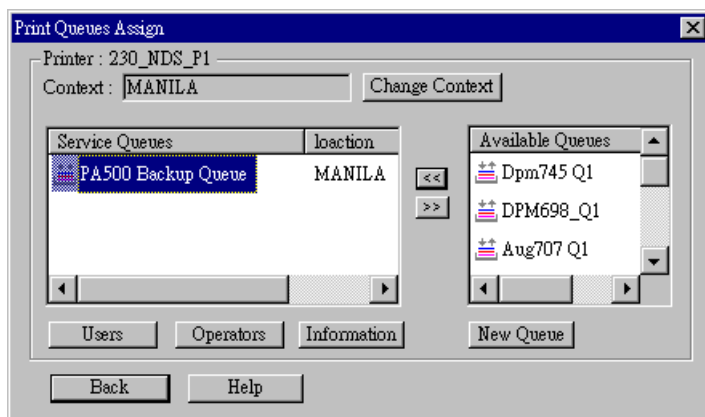 Print Queues Assign
Printer : 230_NDS_P1
Context : MANILA Change Context
Service Queues loaction Available Queues
PA500 Backup Queue MANILA << Dpm745 Q1
>> DPM698_Q1
Aug707 Q1
Users Operators Information New Queue
Back Help